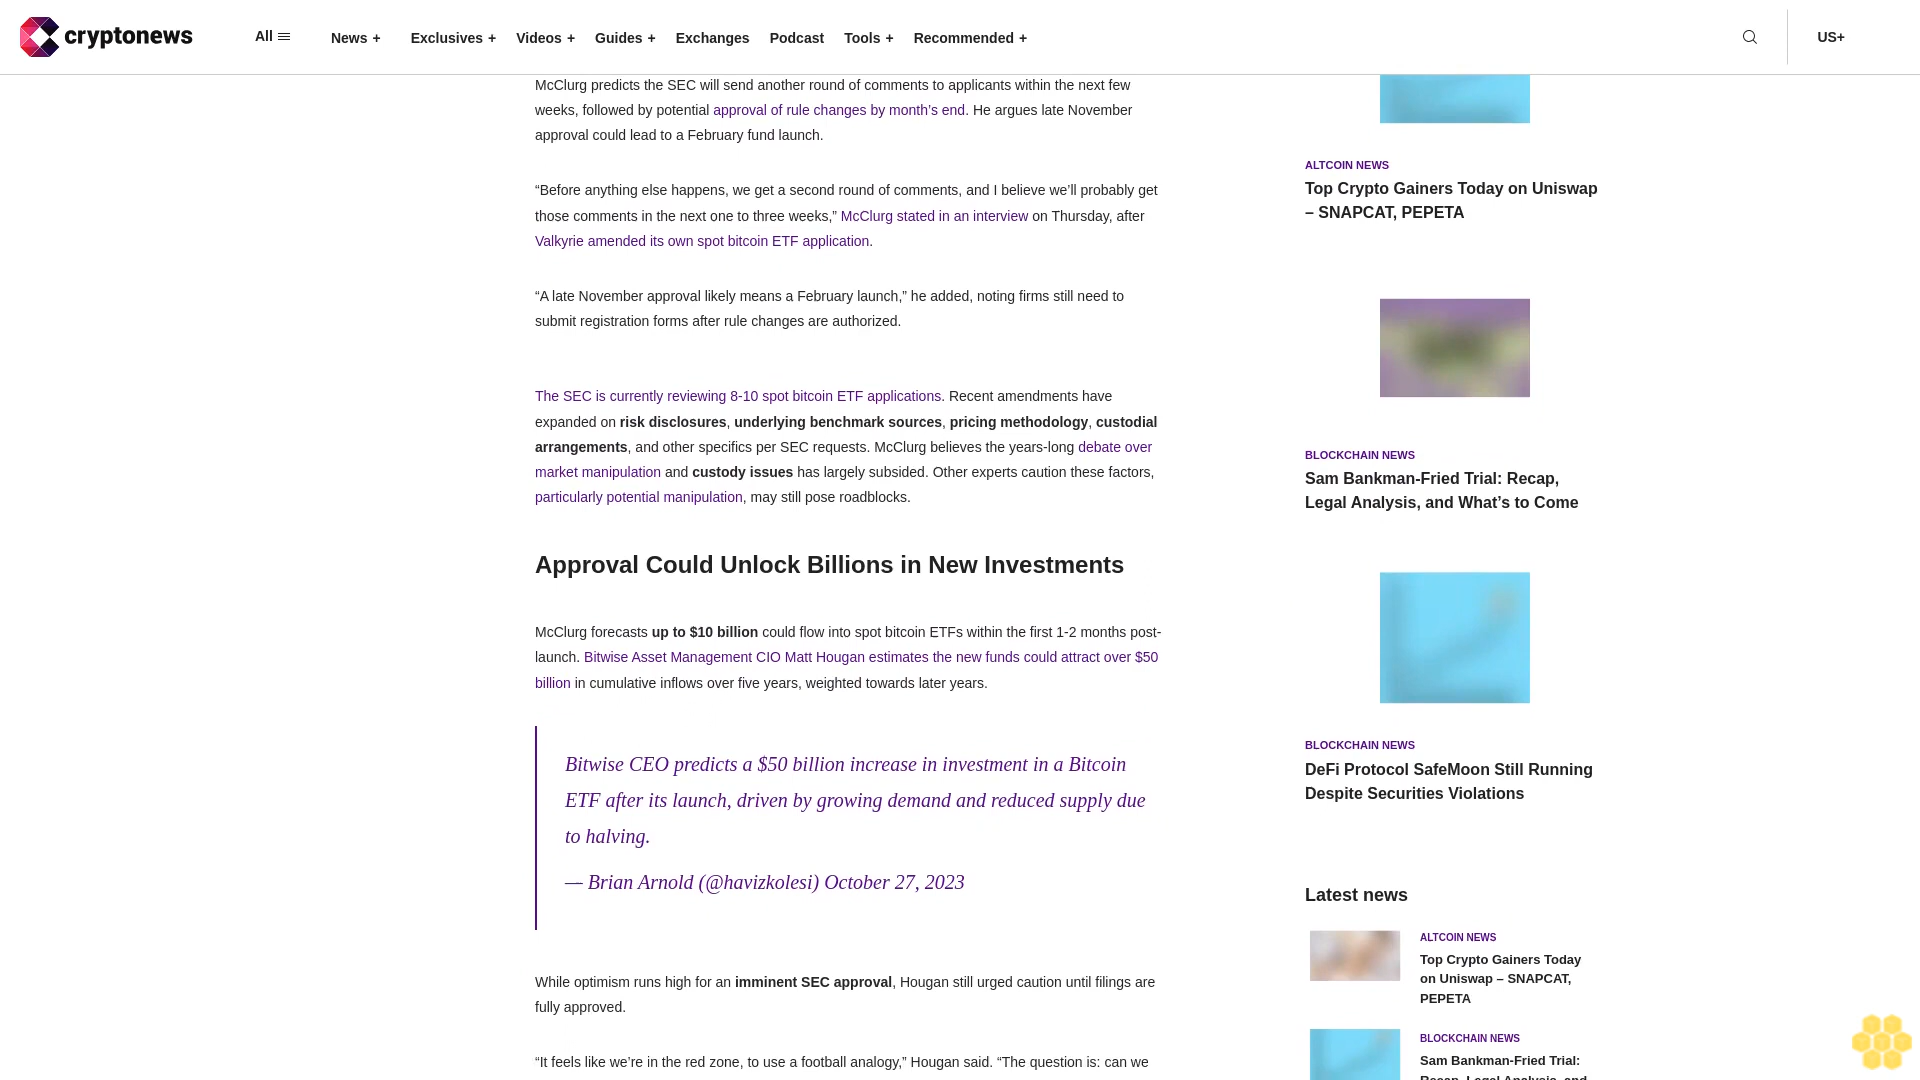 cryptonews
All
News +
Exclusives +
Videos +
Guides +
Exchanges
Podcast
Tools +
Recommended +
US+
McClurg predicts the SEC will send another round of comments to applicants within the next few
weeks, followed by potential approval of rule changes by month’s end. He argues late November
approval could lead to a February fund launch.
“Before anything else happens, we get a second round of comments, and I believe we’ll probably get
those comments in the next one to three weeks,” McClurg stated in an interview on Thursday, after
Valkyrie amended its own spot bitcoin ETF application.
“A late November approval likely means a February launch,” he added, noting firms still need to
submit registration forms after rule changes are authorized.
The SEC is currently reviewing 8-10 spot bitcoin ETF applications. Recent amendments have
expanded on risk disclosures, underlying benchmark sources, pricing methodology, custodial
arrangements, and other specifics per SEC requests. McClurg believes the years-long debate over
market manipulation and custody issues has largely subsided. Other experts caution these factors,
particularly potential manipulation, may still pose roadblocks.
Approval Could Unlock Billions in New Investments
McClurg forecasts up to $10 billion could flow into spot bitcoin ETFs within the first 1-2 months post-
launch. Bitwise Asset Management CIO Matt Hougan estimates the new funds could attract over $50
billion in cumulative inflows over five years, weighted towards later years.
Bitwise CEO predicts a $50 billion increase in investment in a Bitcoin
ETF after its launch, driven by growing demand and reduced supply due
to halving.
— Brian Arnold (@havizkolesi) October 27, 2023
While optimism runs high for an imminent SEC approval, Hougan still urged caution until filings are
fully approved.
“It feels like we’re in the red zone, to use a football analogy,” Hougan said. “The question is: can we
ALTCOIN NEWS
Top Crypto Gainers Today on Uniswap
– SNAPCAT, PEPETA
BLOCKCHAIN NEWS
Sam Bankman-Fried Trial: Recap,
Legal Analysis, and What’s to Come
BLOCKCHAIN NEWS
DeFi Protocol SafeMoon Still Running
Despite Securities Violations
Latest news
ALTCOIN NEWS
Top Crypto Gainers Today
on Uniswap – SNAPCAT,
PEPETA
BLOCKCHAIN NEWS
Sam Bankman-Fried Trial:
Recap, Legal Analysis, and